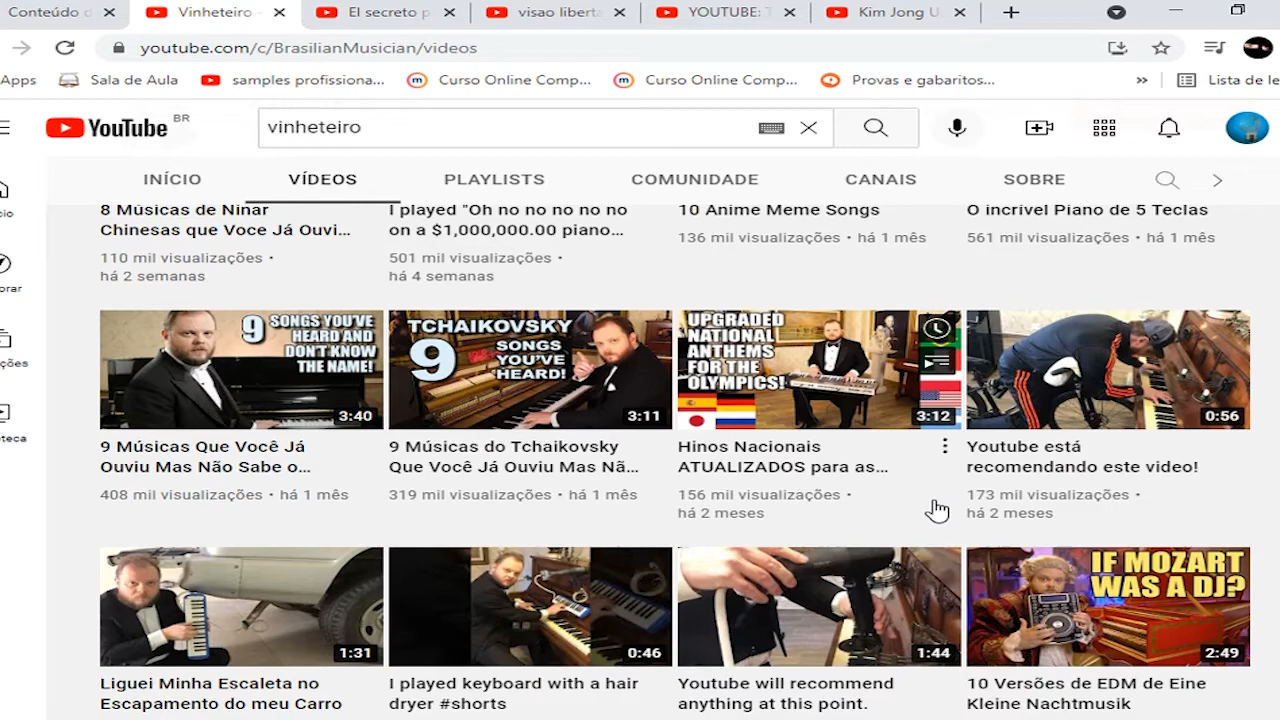 Conteúdo d
Vinheteiro -
El secreto p
visao liberta
YOUTUBE: T
Kim Jong U
youtube.com/c/BrasilianMusician/videos
Apps
Sala de Aula
samples profissiona...
Curso Online Comp...
Curso Online Comp...
Provas e gabaritos...
»
Lista de le
YouTube BR
vinheteiro
INÍCIO
VÍDEOS
PLAYLISTS
COMUNIDADE
CANAIS
SOBRE
8 Músicas de Ninar
Chinesas que Voce Já Ouvi...
110 mil visualizações •
há 2 semanas
I played "Oh no no no no no
on a $1,000,000.00 piano...
501 mil visualizações •
há 4 semanas
10 Anime Meme Songs
136 mil visualizações • há 1 mês
O incrível Piano de 5 Teclas
561 mil visualizações • há 1 mês
9 SONGS YOU'VE
HEARD AND
DON'T KNOW
THE NAME!
3:40
TCHAIKOVSKY
9 SONGS
YOU'VE
HEARD!
3:11
UPGRADED
NATIONAL
ANTHEMS
FOR THE
OLYMPICS!
3:12
0:56
9 Músicas Que Você Já
Ouviu Mas Não Sabe o...
408 mil visualizações • há 1 mês
9 Músicas do Tchaikovsky
Que Você Já Ouviu Mas Nã...
319 mil visualizações • há 1 mês
Hinos Nacionais
ATUALIZADOS para as...
156 mil visualizações •
há 2 meses
Youtube está
recomendando este video!
173 mil visualizações •
há 2 meses
1:31
0:46
1:44
IF MOZART
WAS A DJ?
2:49
Liguei Minha Escaleta no
Escapamento do meu Carro
I played keyboard with a hair
dryer #shorts
Youtube will recommend
anything at this point.
10 Versões de EDM de Eine
Kleine Nachtmusik